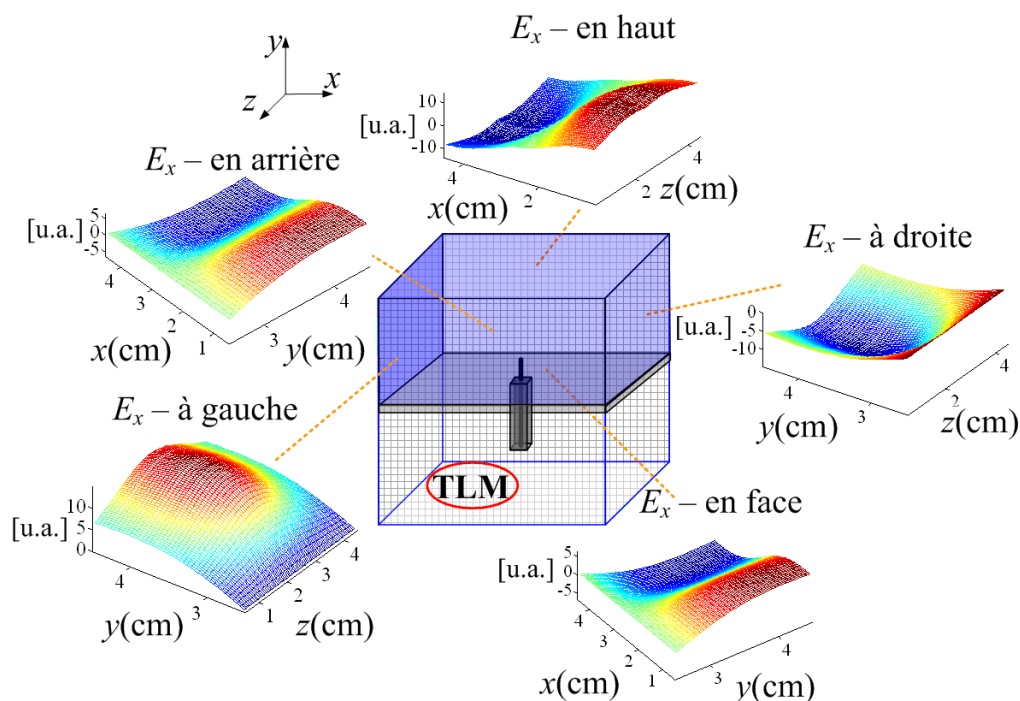 Eₓ – en haut
y
x
z
[u.a.]
10
0
-10
4
2
x(cm)
2
4
z(cm)
Eₓ – en arrière
[u.a.]
5
0
-5
4
3
2
1
x(cm)
3
4
y(cm)
Eₓ – à droite
[u.a.]
0
-5
-10
4
3
y(cm)
2
4
z(cm)
Eₓ – à gauche
[u.a.]
10
5
0
4
3
y(cm)
1
2
3
4
z(cm)
TLM
Eₓ – en face
[u.a.]
5
0
-5
4
3
2
1
x(cm)
3
4
y(cm)